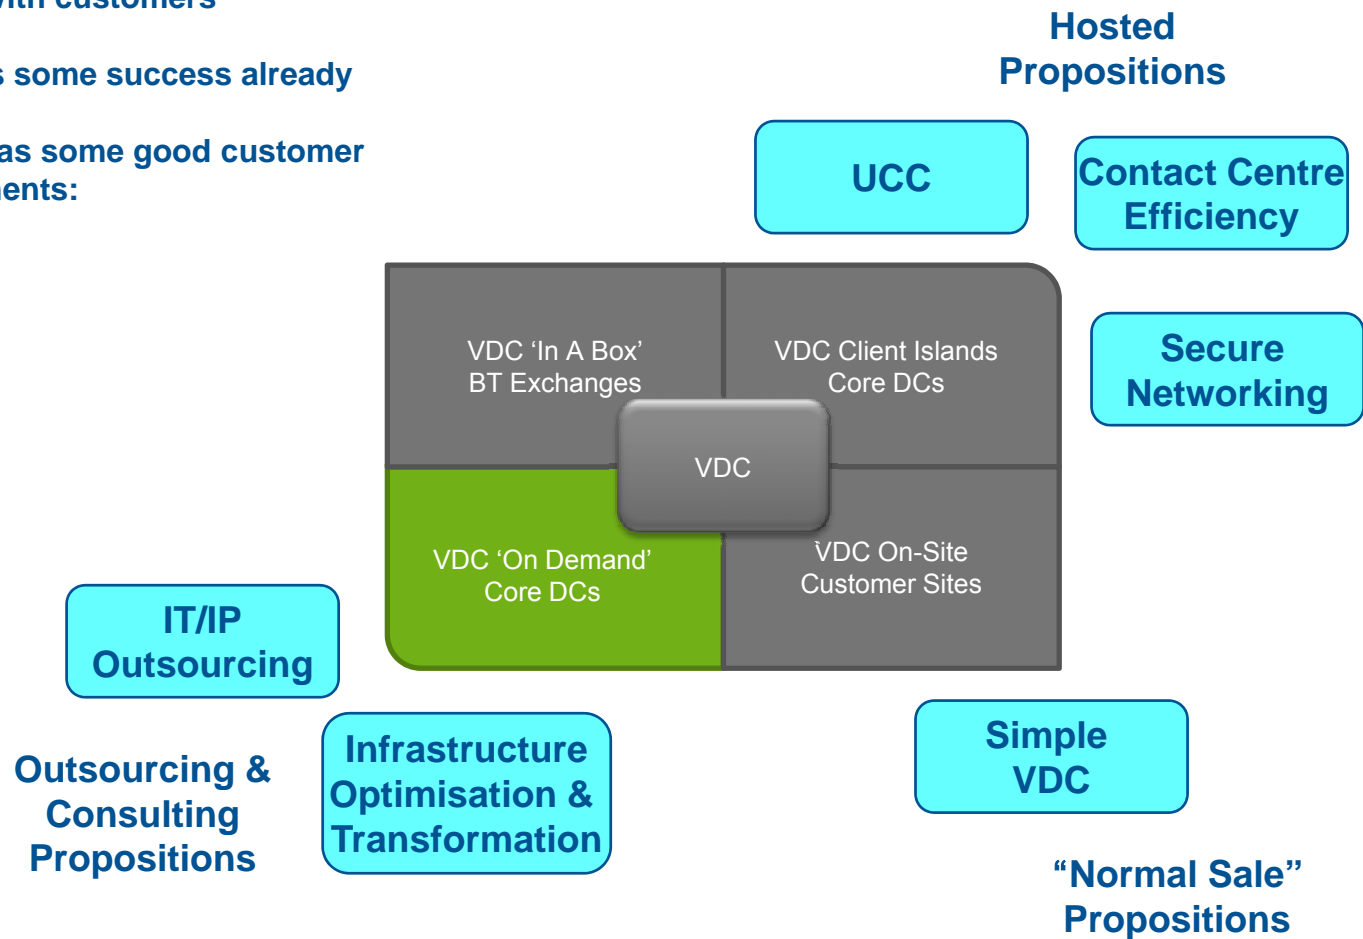 with customers
some success already
as some good customer
Hosted
Propositions
UCC
Contact Centre
Efficiency
VDC ‘In A Box’
BT Exchanges
VDC Client Islands
Core DCs
Secure
Networking
VDC
VDC ‘On Demand’
Core DCs
VDC On-Site
Customer Sites
IT/IP
Outsourcing
Infrastructure
Optimisation &
Transformation
Simple
VDC
Outsourcing &
Consulting
Propositions
“Normal Sale”
Propositions